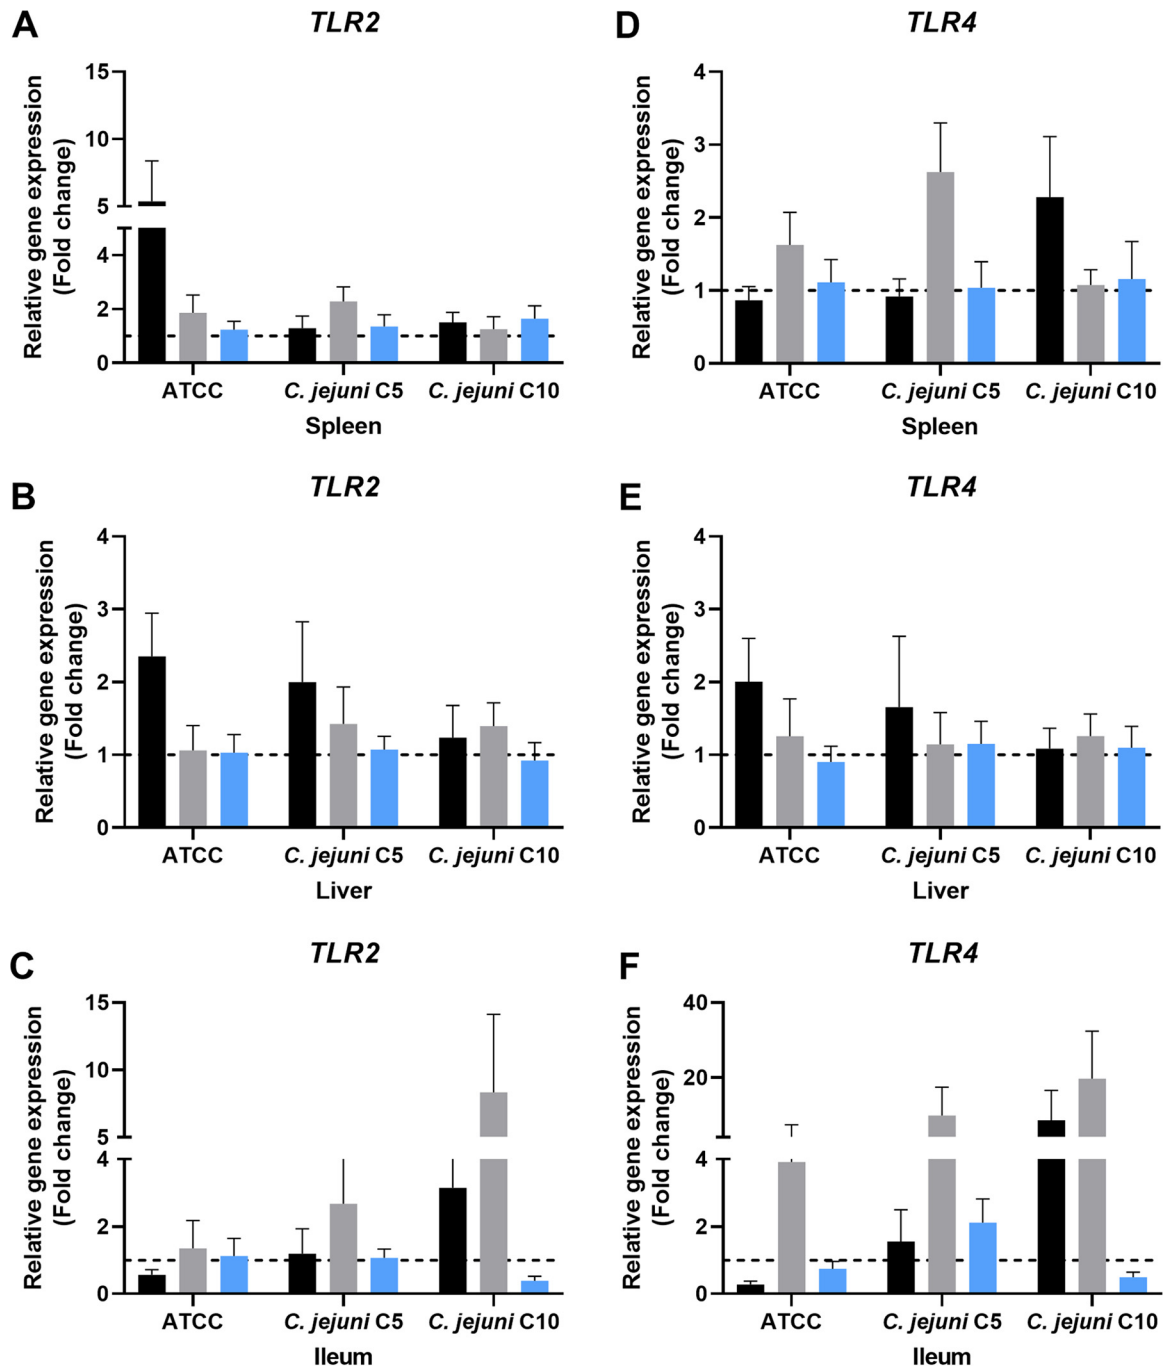 A
TLR2
Relative gene expression
(Fold change)
15
10
5
4
2
0
ATCC
C. jejuni C5
C. jejuni C10
Spleen
D
TLR4
Relative gene expression
(Fold change)
4
3
2
1
0
ATCC
C. jejuni C5
C. jejuni C10
Spleen
B
TLR2
Relative gene expression
(Fold change)
4
3
2
1
0
ATCC
C. jejuni C5
C. jejuni C10
Liver
E
TLR4
Relative gene expression
(Fold change)
4
3
2
1
0
ATCC
C. jejuni C5
C. jejuni C10
Liver
C
TLR2
Relative gene expression
(Fold change)
15
10
5
4
2
0
ATCC
C. jejuni C5
C. jejuni C10
Ileum
F
TLR4
Relative gene expression
(Fold change)
40
20
4
2
0
ATCC
C. jejuni C5
C. jejuni C10
Ileum